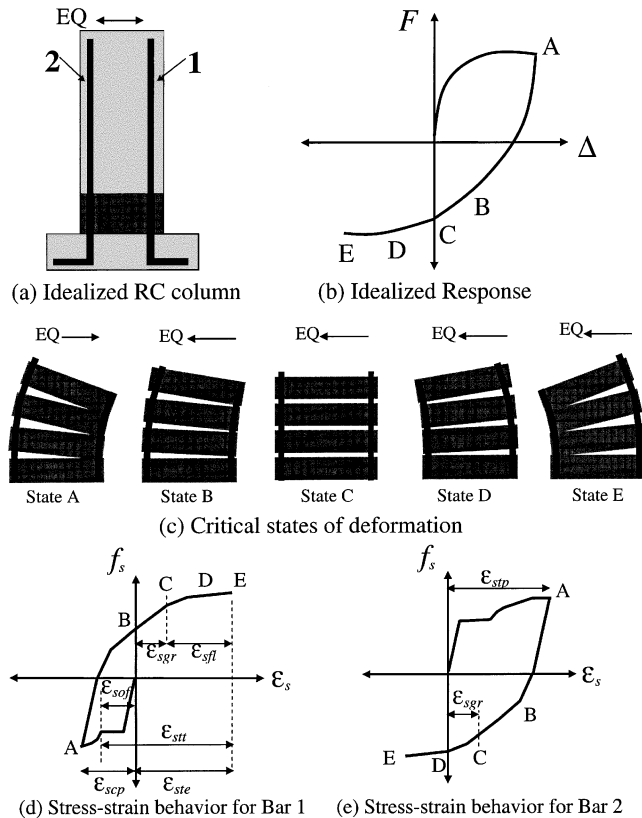 EQ
2
1
(a) Idealized RC column
F
A
Δ
B
C
D
E
(b) Idealized Response
EQ
EQ
EQ
EQ
EQ
State A
State B
State C
State D
State E
(c) Critical states of deformation
fs
C
D
E
B
εsgr
εsfl
εs
εsof
A
εstt
εscp
εste
(d) Stress-strain behavior for Bar 1
fs
εstp
A
εs
εsgr
B
E
D
C
(e) Stress-strain behavior for Bar 2